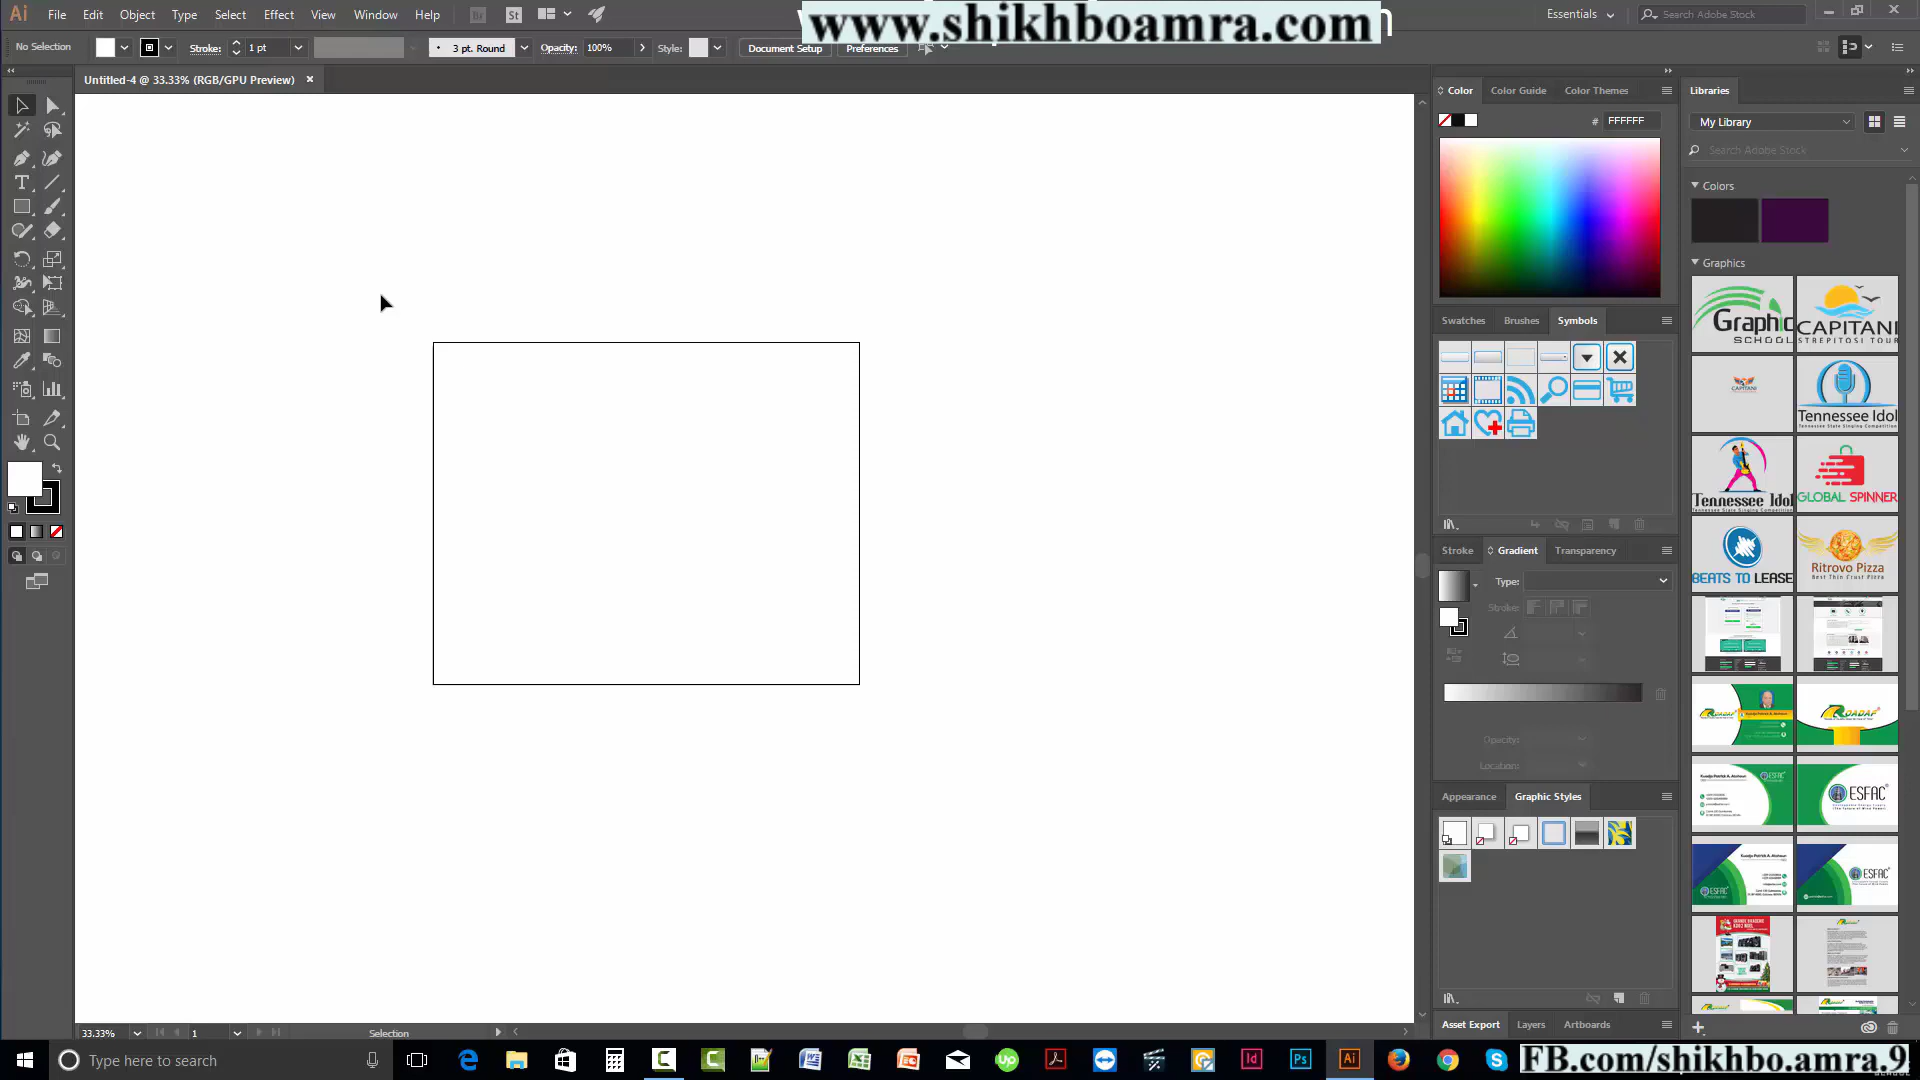 File Edit Object Type Select Effect View Window Help
www.shikhboamra.com
Essentials
Search Adobe Stock
No Selection
Stroke:
1 pt
3 pt. Round
Opacity:
100%
Style:
Document Setup
Preferences
Untitled-4 @ 33.33% (RGB/GPU Preview)
Color
Color Guide
Color Themes
# FFFFFF
Swatches
Brushes
Symbols
Stroke
Gradient
Transparency
Type:
Stroke:
Opacity:
Location:
Appearance
Graphic Styles
Asset Export
Layers
Artboards
Libraries
My Library
Search Adobe Stock
Colors
Graphics
Graphic
SCHOOL
CAPITANI
STREPITOSI TOUR
CAPITANI
Tennessee Idol
Tennessee State Singing Competition
Tennessee Idol
Tennessee State Singing Competition
GLOBAL SPINNER
BEATS TO LEASE
Ritrovo Pizza
Best Thin Crust Pizza
ROADAF
ROADAF
ESFAC
ESFAC
ESFAC
ESFAC
33.33%
1
Selection
Type here to search
FB.com/shikhbo.amra.9